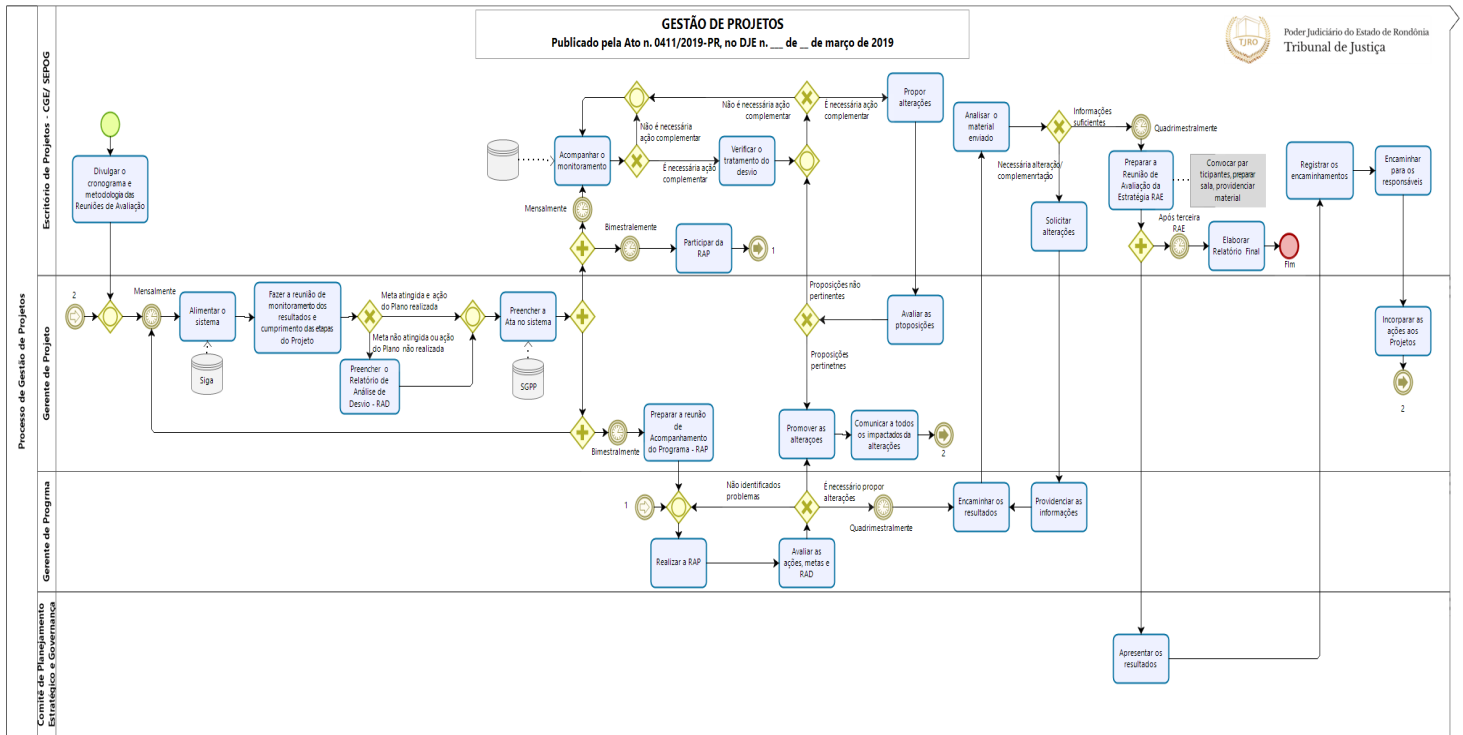 GESTÃO DE PROJETOS
Publicado pela Ato n. 0411/2019-PR, no DJE n. ___ de __ de março de 2019
TJRO
Poder Judiciário do Estado de Rondônia
Tribunal de Justiça
Processo de Gestão de Projetos
Escritório de Projetos - CGE/ SEPOG
Divulgar o
cronograma e
metodologia das
Reuniões de Avaliação
Acompanhar o
monitoramento
Não é necessária
ação complementar
É necessária ação
complementar
Verificar o
tratamento do
desvio
Não é necessária ação
complementar
É necessária ação
complementar
Propor
alterações
Mensalmente
Bimestralemente
Participar da
RAP
1
Analisar o
material
enviado
Informações
suficientes
Necessária alteração/
complemenrtação
Solicitar
alterações
Quadrimestralmente
Preparar a
Reunião de
Avaliação da
Estratégia RAE
Convocar par
ticipantes, preparar
sala, providenciar
material
Após terceira
RAE
Elaborar
Relatório Final
FIm
Registrar os
encaminhamentos
Encaminhar
para os
responsáveis
Gerente de Projeto
2
Mensalmente
Alimentar o
sistema
Siga
Fazer a reunião de
monitoramento dos
resultados e
cumprimento das etapas
do Projeto
Meta atingida e ação
do Plano realizada
Meta não atingida ou ação
do Plano não realizada
Preencher o
Relatório de
Análise de
Desvio - RAD
Preencher a
Ata no sistema
SGPP
Bimestralmente
Preparar a reunão
de
Acompanhamento
do Programa - RAP
Proposições não
pertinentes
Avaliar as
ptoposições
Proposições
pertinetnes
Promover as
alteraçoes
Comunicar a todos
os impactados da
alterações
2
Incorparar as
ações aos
Projetos
2
Gerente de Progrma
1
Não identificados
problemas
É necessário propor
alterações
Quadrimestralmente
Realizar a RAP
Avaliar as
ações, metas e
RAD
Encaminhar os
resultados
Providenciar as
informações
Comitê de Planejamento
Estratégico e Governança
Apresentar os
resultados